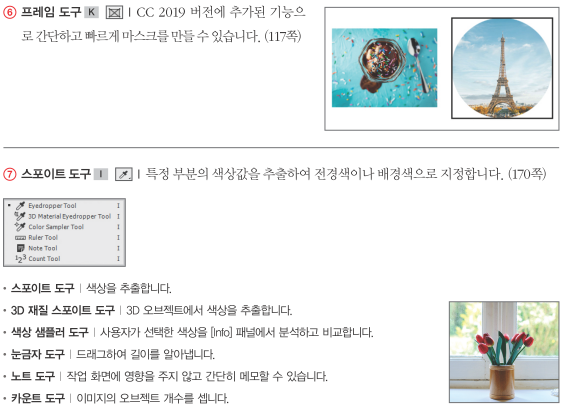 ⑥ 프레임 도구 K | CC 2019 버전에 추가된 기능으
로 간단하고 빠르게 마스크를 만들 수 있습니다. (117쪽)
⑦ 스포이트 도구 I | 특정 부분의 색상값을 추출하여 전경색이나 배경색으로 지정합니다. (170쪽)
▪ Eyedropper Tool I
3D Material Eyedropper Tool I
Color Sampler Tool I
Ruler Tool I
Note Tool I
123 Count Tool I
• 스포이트 도구 | 색상을 추출합니다.
• 3D 재질 스포이트 도구 | 3D 오브젝트에서 색상을 추출합니다.
• 색상 샘플러 도구 | 사용자가 선택한 색상을 [Info] 패널에서 분석하고 비교합니다.
• 눈금자 도구 | 드래그하여 길이를 알아냅니다.
• 노트 도구 | 작업 화면에 영향을 주지 않고 간단히 메모할 수 있습니다.
• 카운트 도구 | 이미지의 오브젝트 개수를 셉니다.